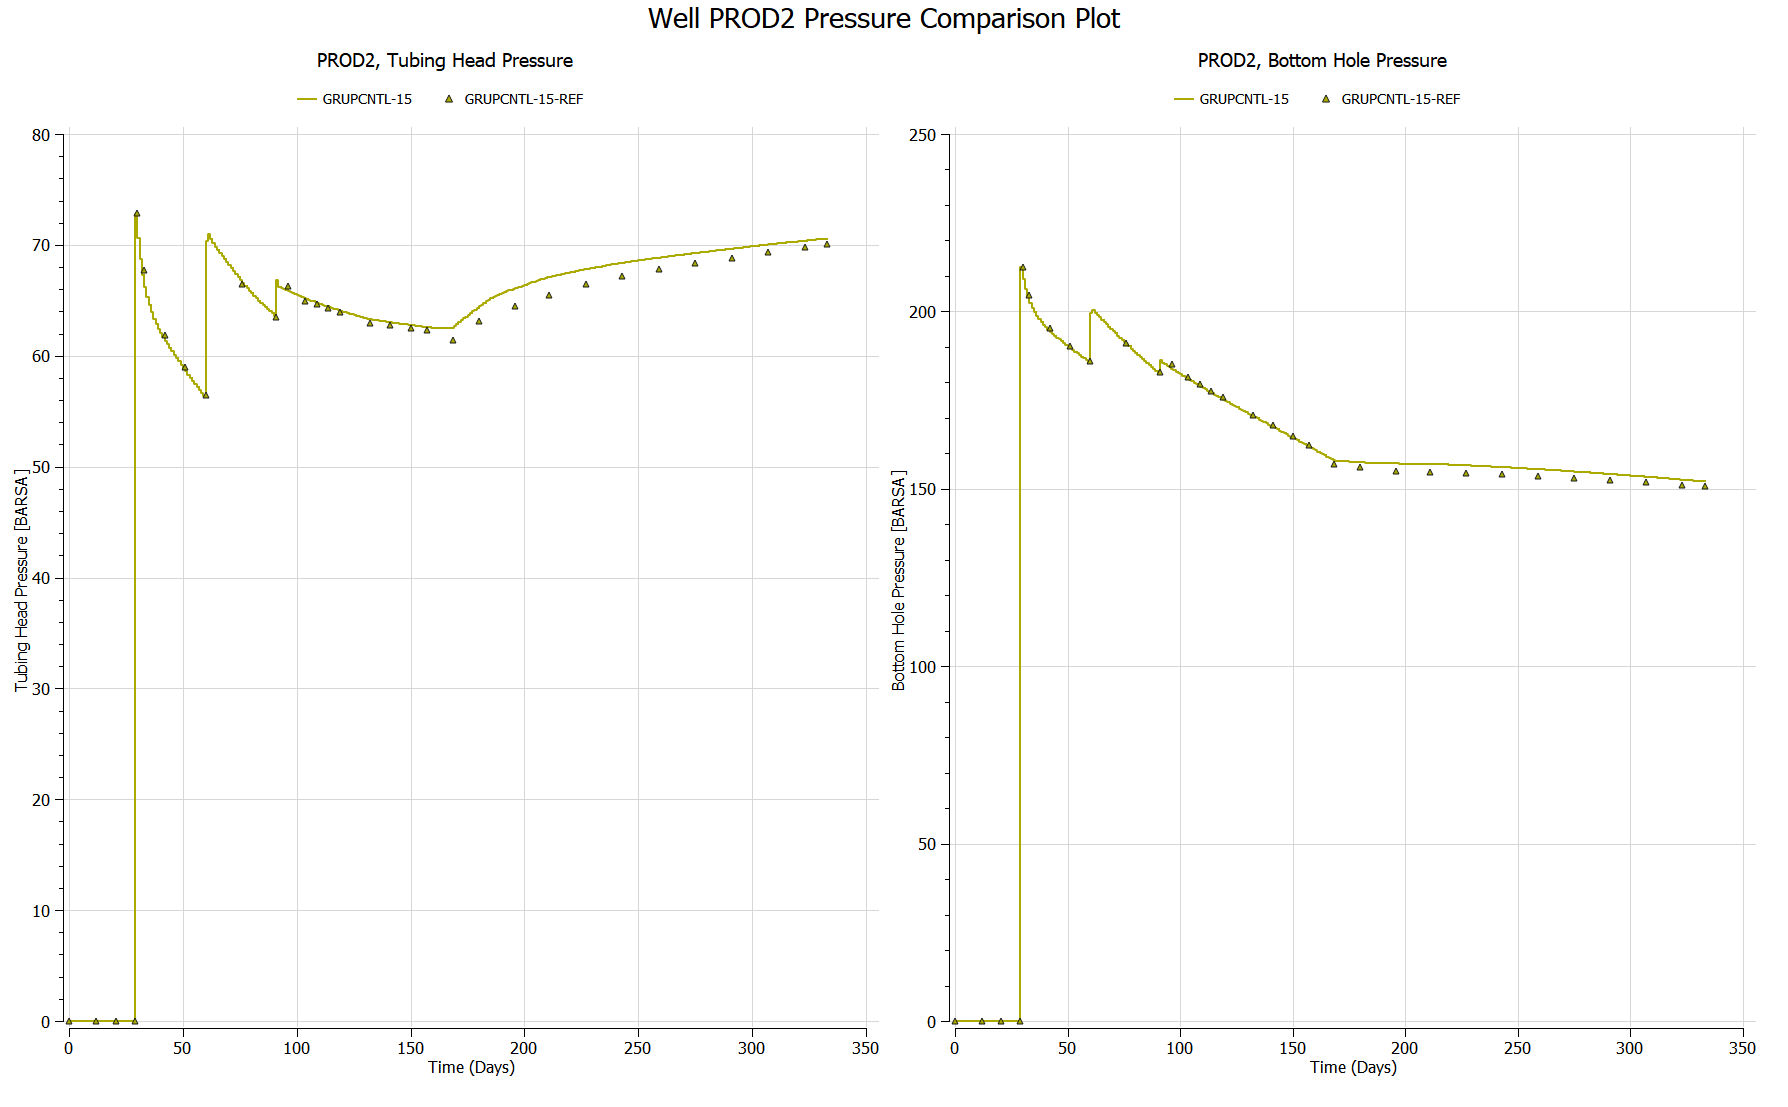 Well PROD2 Pressure Comparison Plot
PROD2, Tubing Head Pressure
GRUPCNTL-15 GRUPCNTL-15-REF
80
70
60
50
40
30
20
10
0
Tubing Head Pressure [BARSA]
0 50 100 150 200 250 300 350
Time (Days)
PROD2, Bottom Hole Pressure
GRUPCNTL-15 GRUPCNTL-15-REF
250
200
150
100
50
0
Bottom Hole Pressure [BARSA]
0 50 100 150 200 250 300 350
Time (Days)